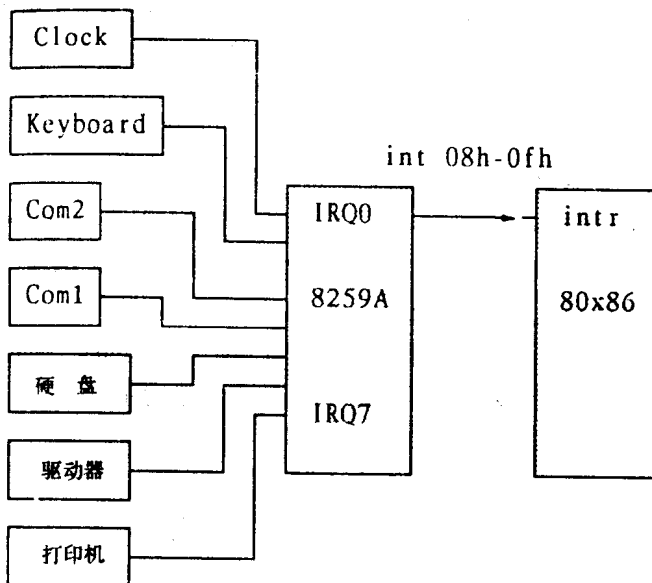 Clock
Keyboard
Com2
Com1
硬 盘
驱动器
打印机
int 08h-0fh
IRQ0
8259A
IRQ7
intr
80x86